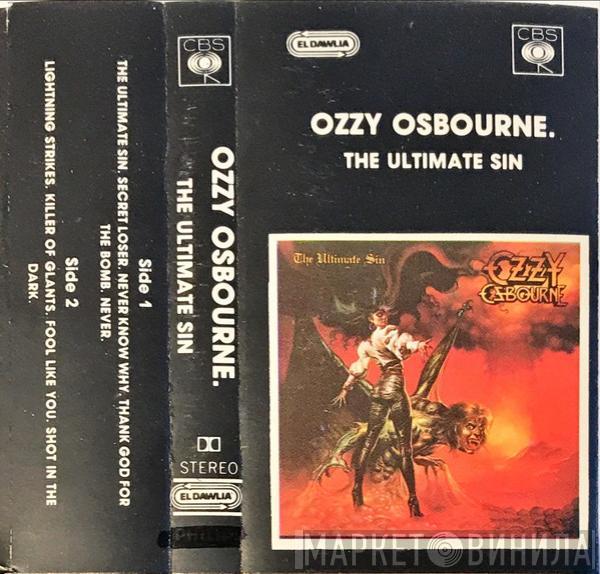 CBS
EL DAWLIA
CBS
OZZY OSBOURNE.
THE ULTIMATE SIN
The Ultimate Sin
OZZY
OSBOURNE
OZZY OSBOURNE.
THE ULTIMATE SIN
STEREO
EL DAWLIA
Side 1
THE ULTIMATE SIN. SECRET LOSER. NEVER KNOW WHY. THANK GOD FOR
THE BOMB. NEVER.
Side 2
LIGHTNING STRIKES. KILLER OF GLANTS. FOOL LIKE YOU. SHOT IN THE
DARK.
МАРКЕТ ВИНИЛА